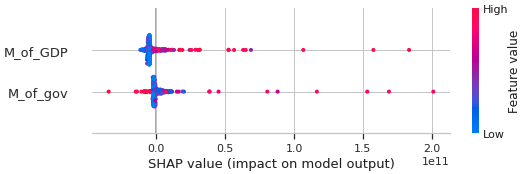 High
M_of_GDP
M_of_gov
Feature value
Low
0.0 0.5 1.0 1.5 2.0
1e11
SHAP value (impact on model output)